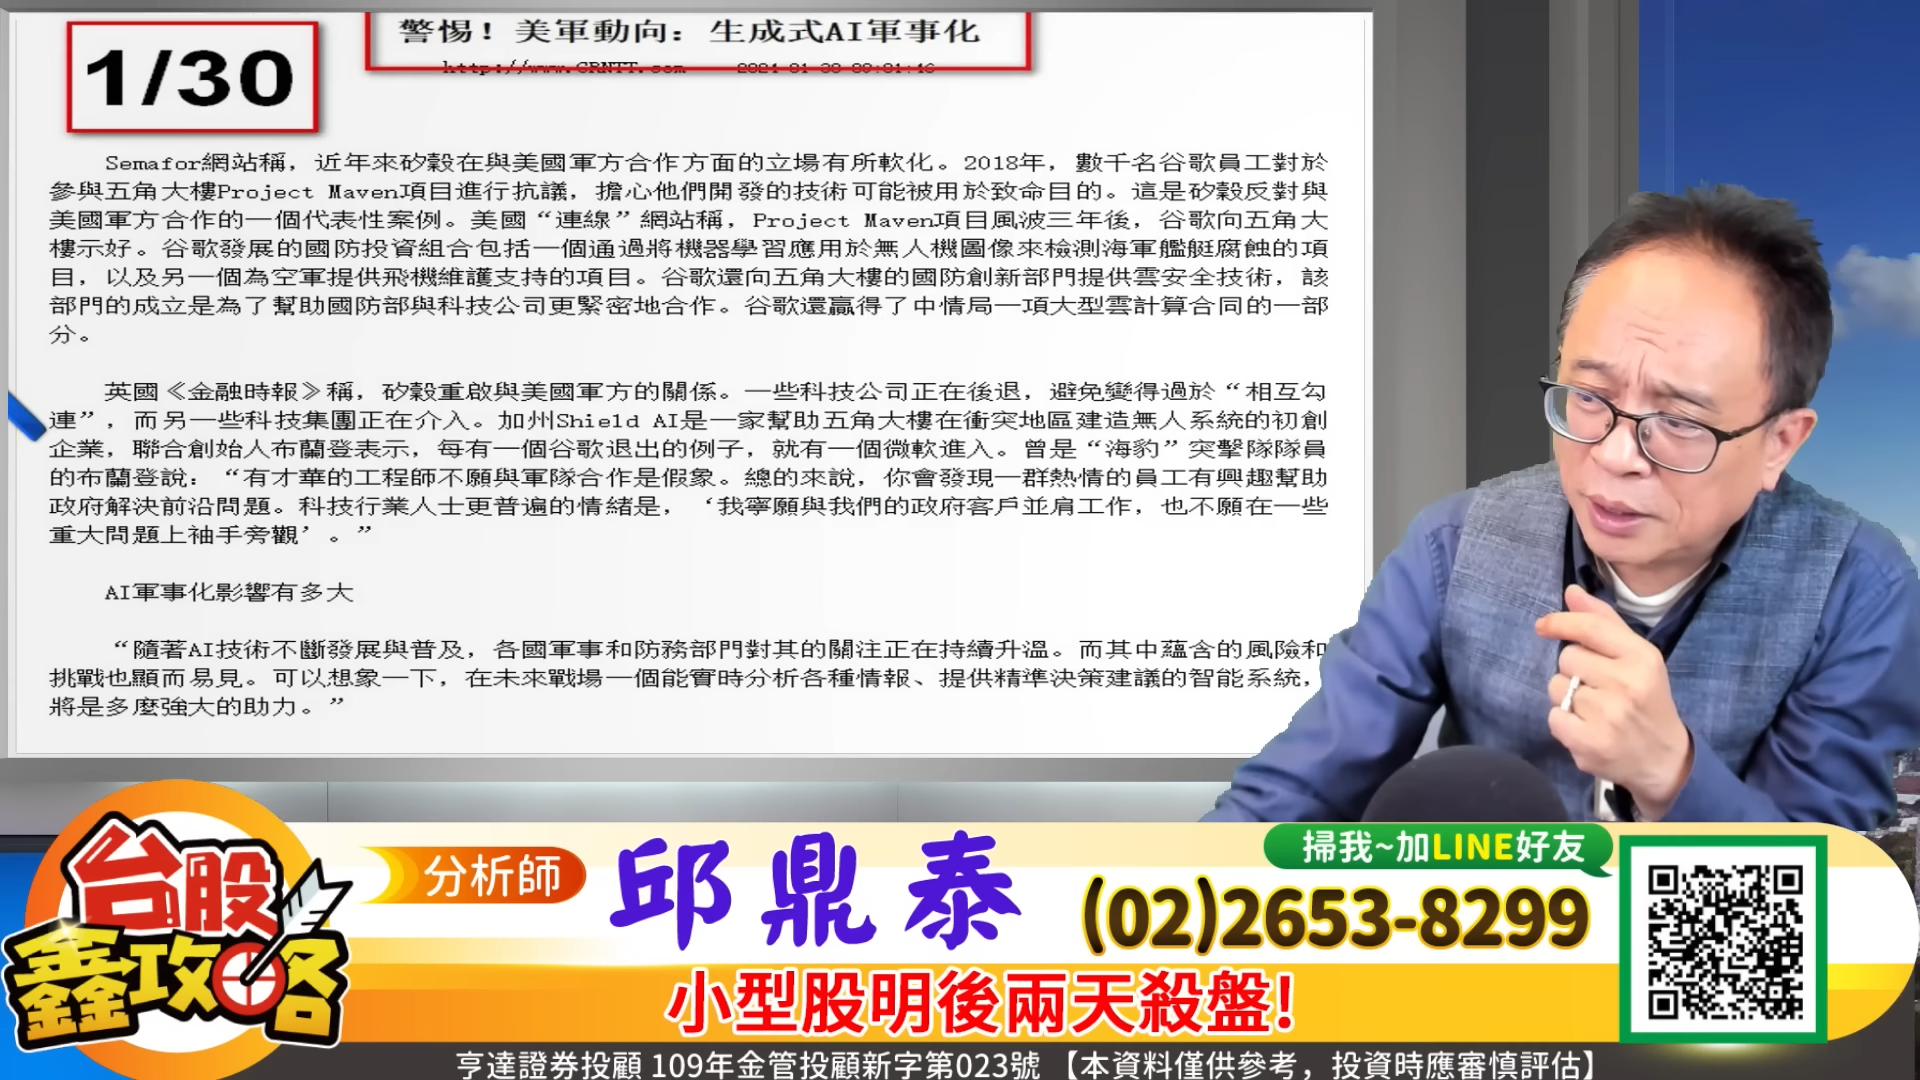 警惕！美軍動向：生成式AI軍事化
1/30
http://www.CRNTT.com
Semafor網站稱，近年來矽穀在與美國軍方合作方面的立場有所軟化。2018年，數千名谷歌員工對於
參與五角大樓Project Maven項目進行抗議，擔心他們開發的技術可能被用於致命目的。這是矽穀反對與
美國軍方合作的一個代表性案例。美國“連線”網站稱，Project Maven項目風波三年後，谷歌向五角大
樓示好。谷歌發展的國防投資組合包括一個通過將機器學習應用於無人機圖像來檢測海軍艦艇腐蝕的項
目，以及另一個為空軍提供飛機維護支持的項目。谷歌還向五角大樓的國防創新部門提供雲安全技術，該
部門的成立是為了幫助國防部與科技公司更緊密地合作。谷歌還贏得了中情局一項大型雲計算合同的一部
分。
英國《金融時報》稱，矽穀重啟與美國軍方的關係。一些科技公司正在後退，避免變得過於“相互勾
連”，而另一些科技集團正在介入。加州Shield AI是一家幫助五角大樓在衝突地區建造無人系統的初創
企業，聯合創始人布蘭登表示，每有一個谷歌退出的例子，就有一個微軟進入。曾是“海豹”突擊隊隊員
的布蘭登說：“有才華的工程師不願與軍隊合作是假象。總的來說，你會發現一群熱情的員工有興趣幫助
政府解決前沿問題。科技行業人士更普遍的情緒是，‘我寧願與我們的政府客戶並肩工作，也不願在一些
重大問題上袖手旁觀’。”
AI軍事化影響有多大
“隨著AI技術不斷發展與普及，各國軍事和防務部門對其的關注正在持續升溫。而其中蘊含的風險和
挑戰也顯而易見。可以想象一下，在未來戰場一個能實時分析各種情報、提供精準決策建議的智能系統，
將是多麼強大的助力。”
台股
鑫攻略
分析師
邱鼎泰
掃我~加LINE好友
(02)2653-8299
小型股明後兩天殺盤!
亨達證券投顧 109年金管投顧新字第023號 【本資料僅供參考，投資時應審慎評估】